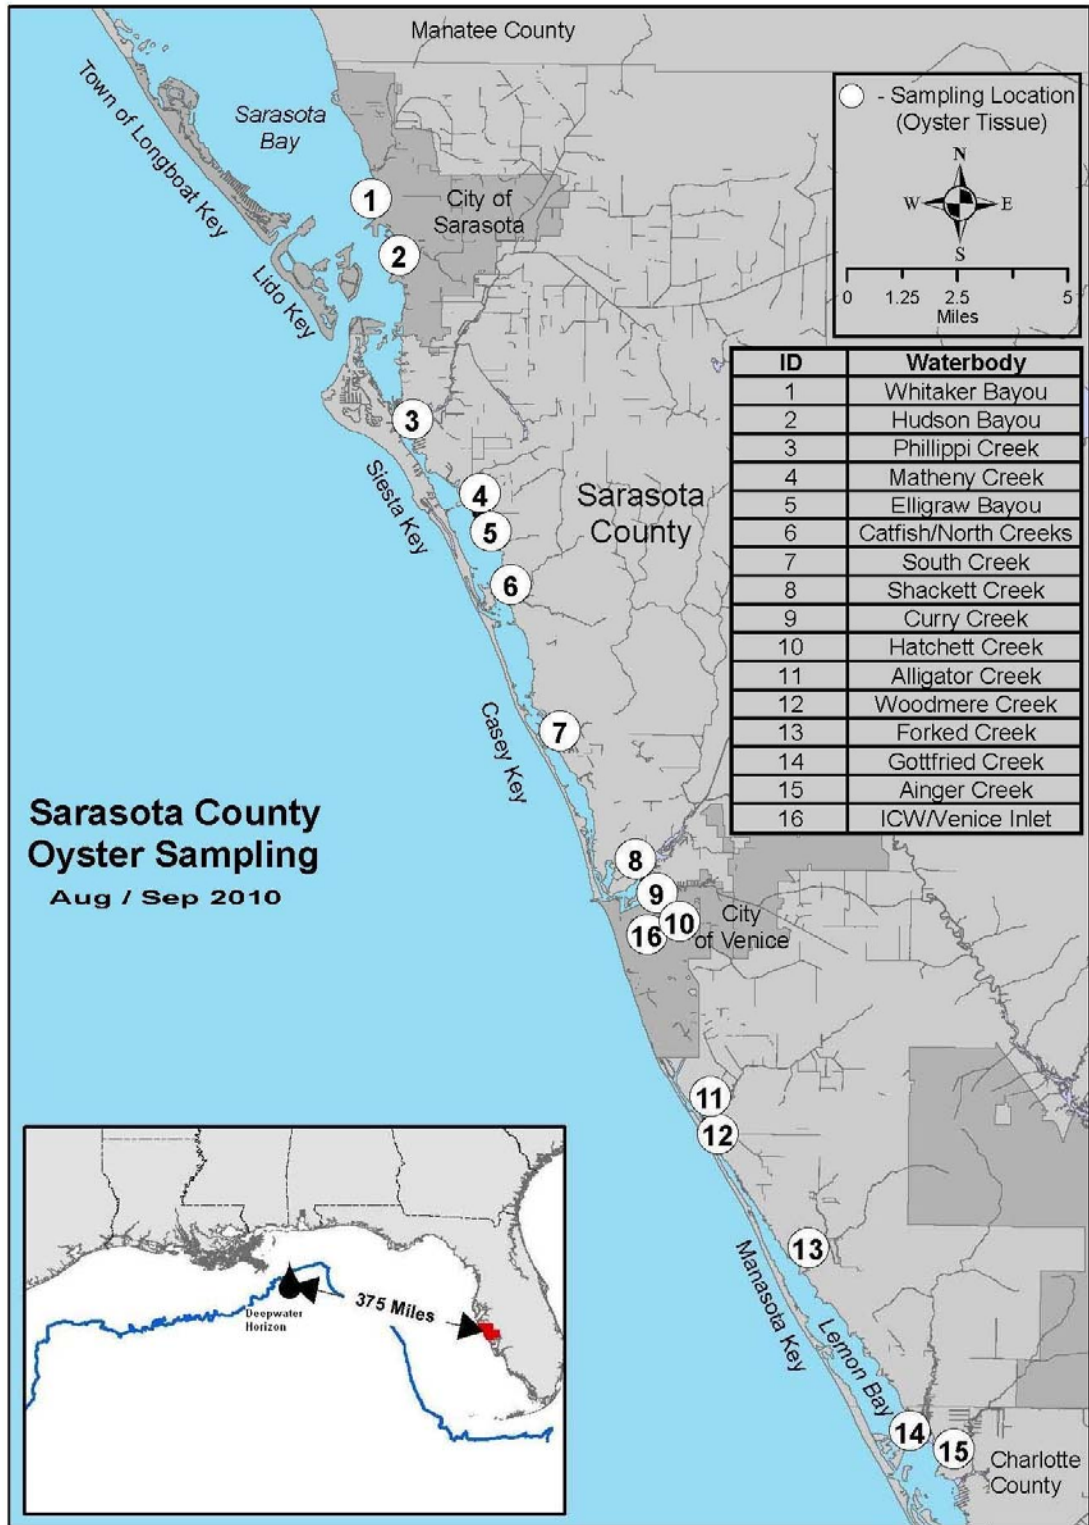 Manatee County
Town of Longboat Key
Sarasota
Bay
City of
Sarasota
- Sampling Location
(Oyster Tissue)
N
W E
S
0 1.25 2.5 5
Miles
1
2
Lido Key
3
Siesta Key
4
5
6
Sarasota
County
ID Waterbody
1 Whitaker Bayou
2 Hudson Bayou
3 Phillippi Creek
4 Matheny Creek
5 Elligraw Bayou
6 Catfish/North Creeks
7 South Creek
8 Shackett Creek
9 Curry Creek
10 Hatchett Creek
11 Alligator Creek
12 Woodmere Creek
13 Forked Creek
14 Gottfried Creek
15 Ainger Creek
16 ICW/Venice Inlet
Casey Key
7
Sarasota County
Oyster Sampling
Aug / Sep 2010
8
9
10
16
City
of Venice
11
12
13
Manasota Key
Lemon Bay
14
15
Charlotte
County
Deepwater
Horizon
375 Miles